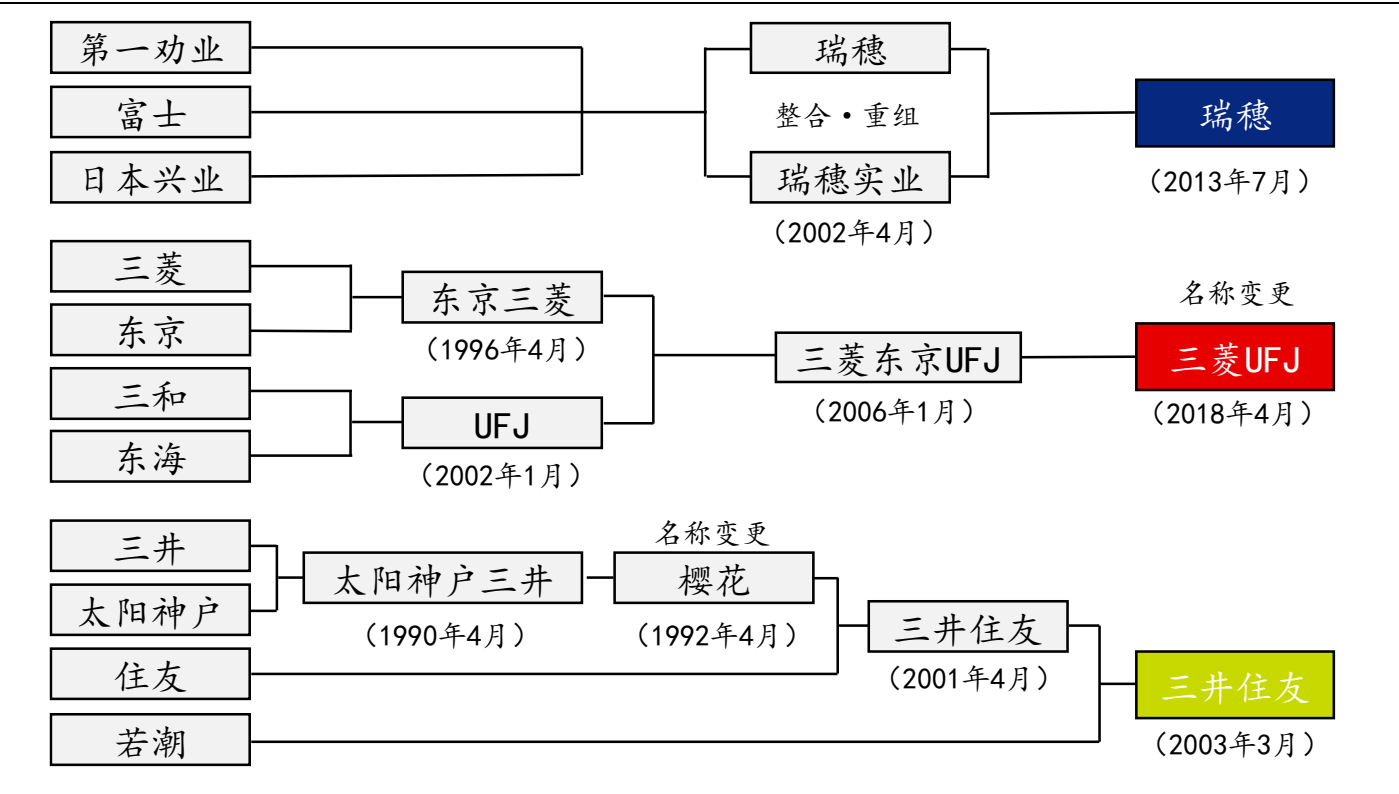 第一劝业
富士
日本兴业
瑞穗
整合·重组
瑞穗实业
（2002年4月）
瑞穗
（2013年7月）
三菱
东京
三和
东海
东京三菱
（1996年4月）
UFJ
（2002年1月）
三菱东京UFJ
（2006年1月）
名称变更
三菱UFJ
（2018年4月）
三井
太阳神户
住友
若潮
太阳神户三井
（1990年4月）
名称变更
樱花
（1992年4月）
三井住友
（2001年4月）
三井住友
（2003年3月）